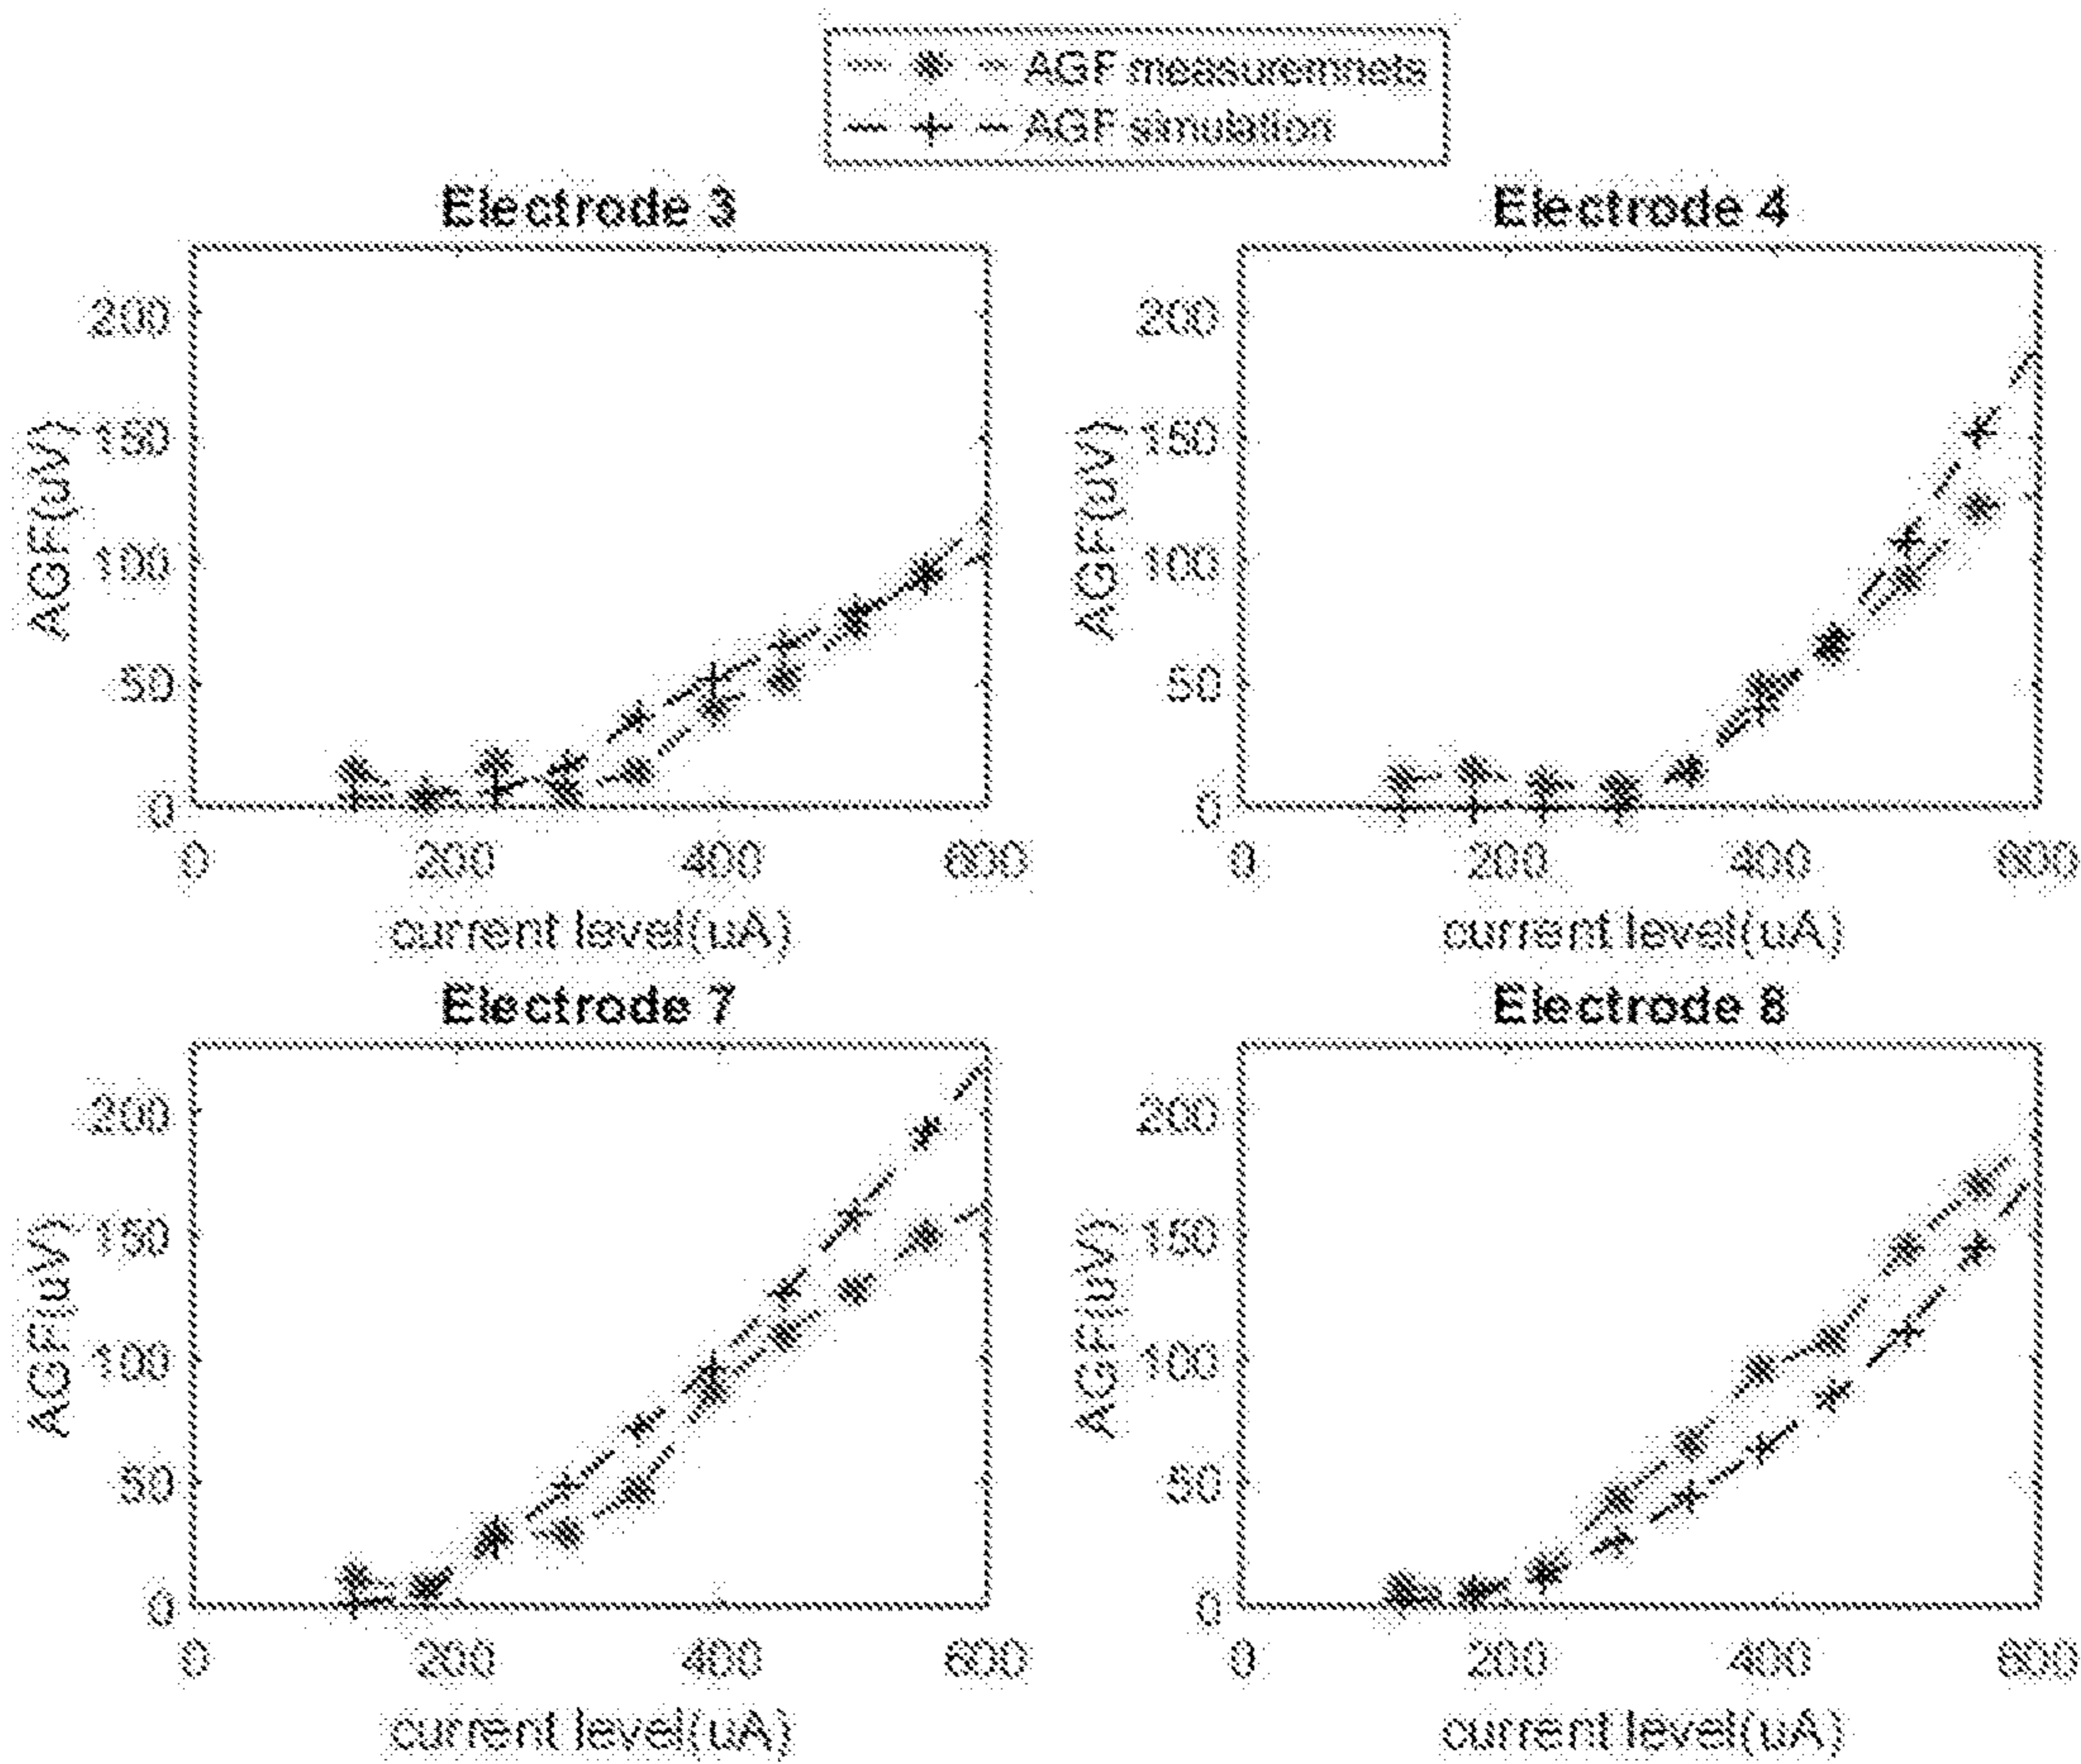 AGF measuremnets
AGF simulation
Electrode 3
Electrode 4
200
150
100
50
0
AGF(uV)
0 200 400 600
current level(uA)
200
150
100
50
0
AGF(uV)
0 200 400 600
current level(uA)
Electrode 7
Electrode 8
200
150
100
50
0
AGF(uV)
0 200 400 600
current level(uA)
200
150
100
50
0
AGF(uV)
0 200 400 600
current level(uA)